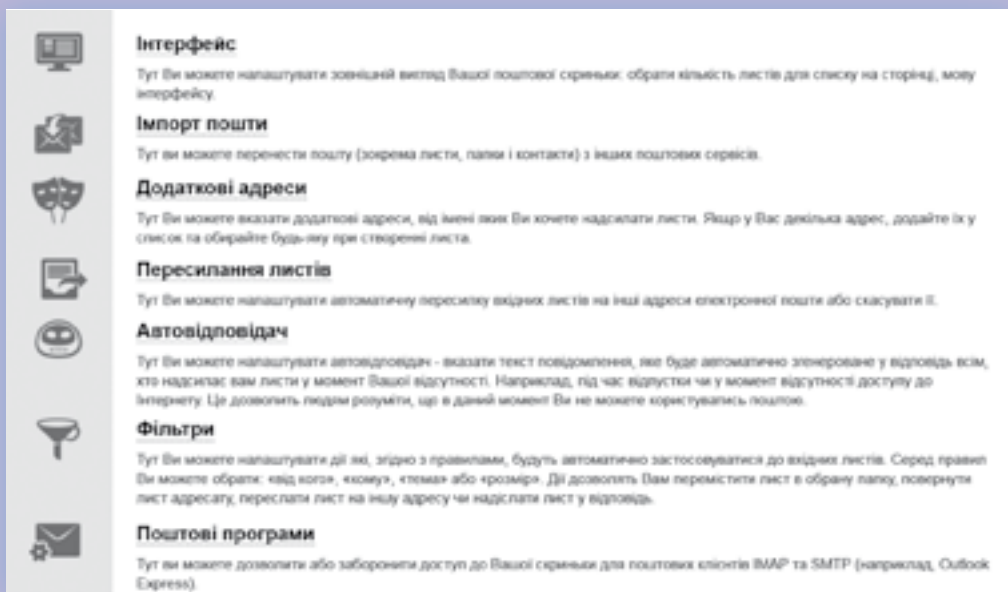 Інтерфейс
Тут Ви можете налаштувати зовнішній вигляд Вашої поштової скриньки: обрати кількість листів для списку на сторінці, мову
інтерфейсу.
Імпорт пошти
Тут ви можете перенести пошту (зокрема листи, папки і контакти) з інших поштових сервісів.
Додаткові адреси
Тут Ви можете вказати додаткові адреси, від імені яких Ви хочете надсилати листи. Якщо у Вас декілька адрес, додайте їх у
список та обирайте будь-яку при створенні листа.
Пересилання листів
Тут Ви можете налаштувати автоматичну пересилку вхідних листів на інші адреси електронної пошти або скасувати її.
Автовідповідач
Тут Ви можете налаштувати автовідповідач - вказати текст повідомлення, яке буде автоматично згенероване у відповідь всім,
хто надсилає вам листи у момент Вашої відсутності. Наприклад, під час відпустки чи у момент відсутності доступу до
Інтернету. Це дозволить людям розуміти, що в даний момент Ви не можете користуватись поштою.
Фільтри
Тут Ви можете налаштувати дії які, згідно з правилами, будуть автоматично застосовуватися до вхідних листів. Серед правил
Ви можете обрати: «від кого», «кому», «тема» або «розмір». Дії дозволять Вам перемістити лист в обрану папку, повернути
лист адресату, переслати лист на іншу адресу чи надіслати лист у відповідь.
Поштові програми
Тут ви можете дозволити або заборонити доступ до Вашої скриньки для поштових клієнтів IMAP та SMTP (наприклад, Outlook
Express).